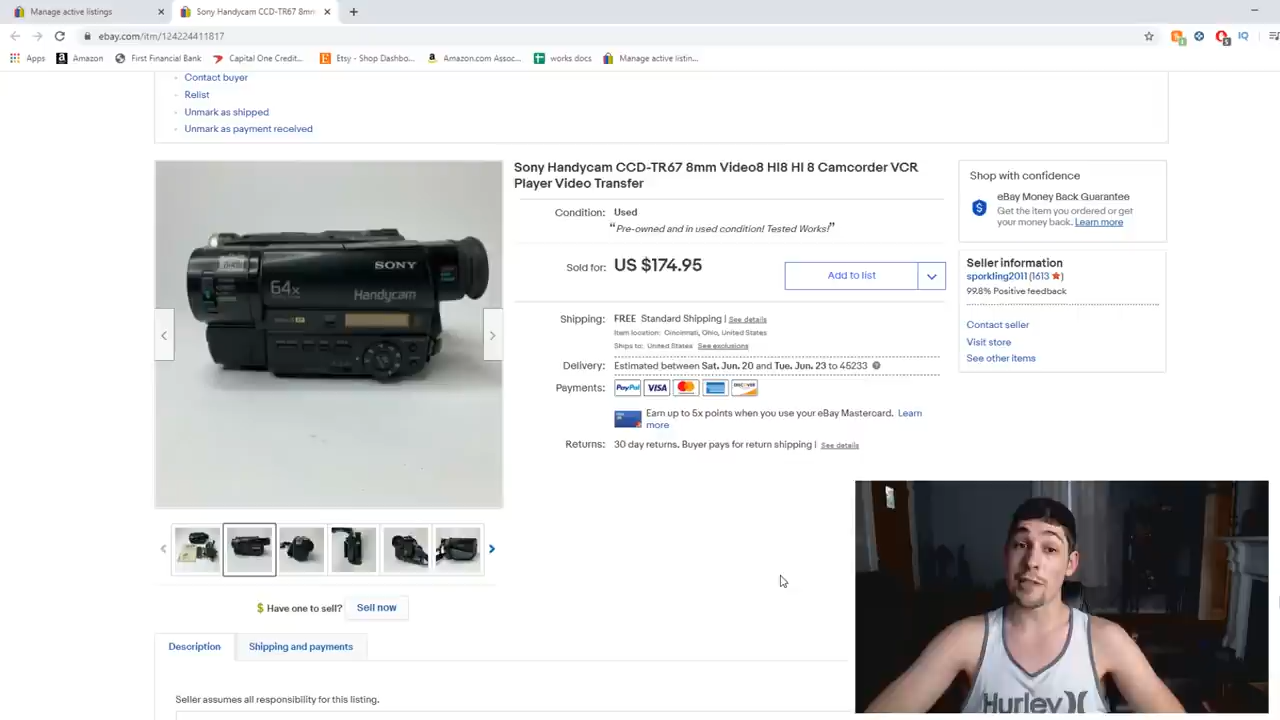 Manage active listings
Sony Handycam CCD-TR67 8mm
ebay.com/itm/124224411817
Apps
Amazon
First Financial Bank
Capital One Credit...
Etsy - Shop Dashbo...
Amazon.com Assoc...
works docs
Manage active listin...
Contact buyer
Relist
Unmark as shipped
Unmark as payment received
Sony Handycam CCD-TR67 8mm Video8 HI8 HI 8 Camcorder VCR
Player Video Transfer
Condition: Used
"Pre-owned and in used condition! Tested Works!"
Sold for: US $174.95
Add to list
Shipping: FREE Standard Shipping | See details
Item location: Cincinnati, Ohio, United States
Ships to: United States See exclusions
Delivery: Estimated between Sat. Jun. 20 and Tue. Jun. 23 to 45233
Payments: PayPal VISA MasterCard DISCOVER
Earn up to 5x points when you use your eBay Mastercard. Learn
more
Returns: 30 day returns. Buyer pays for return shipping | See details
Shop with confidence
eBay Money Back Guarantee
Get the item you ordered or get
your money back. Learn more
Seller information
sporkling2011 (1613)
99.8% Positive feedback
Contact seller
Visit store
See other items
SONY
64x
Handycam
$ Have one to sell? Sell now
Description
Shipping and payments
Seller assumes all responsibility for this listing.
Hurley